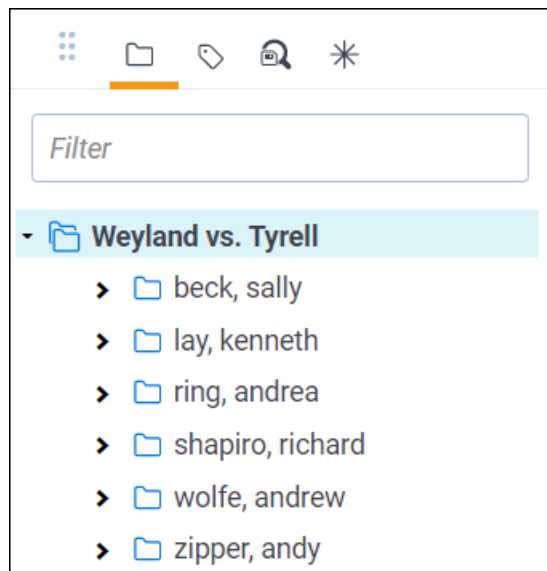 Filter
Weyland vs. Tyrell
beck, sally
lay, kenneth
ring, andrea
shapiro, richard
wolfe, andrew
zipper, andy